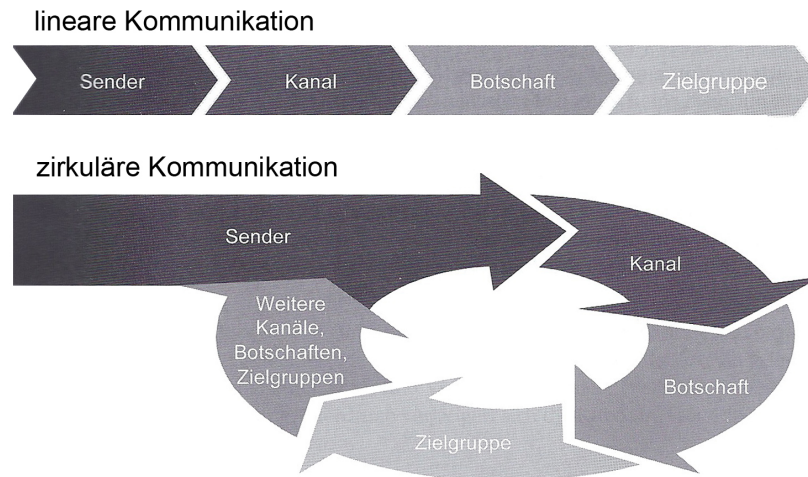 lineare Kommunikation
Sender
Kanal
Botschaft
Zielgruppe
zirkuläre Kommunikation
Sender
Kanal
Botschaft
Zielgruppe
Weitere
Kanäle,
Botschaften,
Zielgruppen